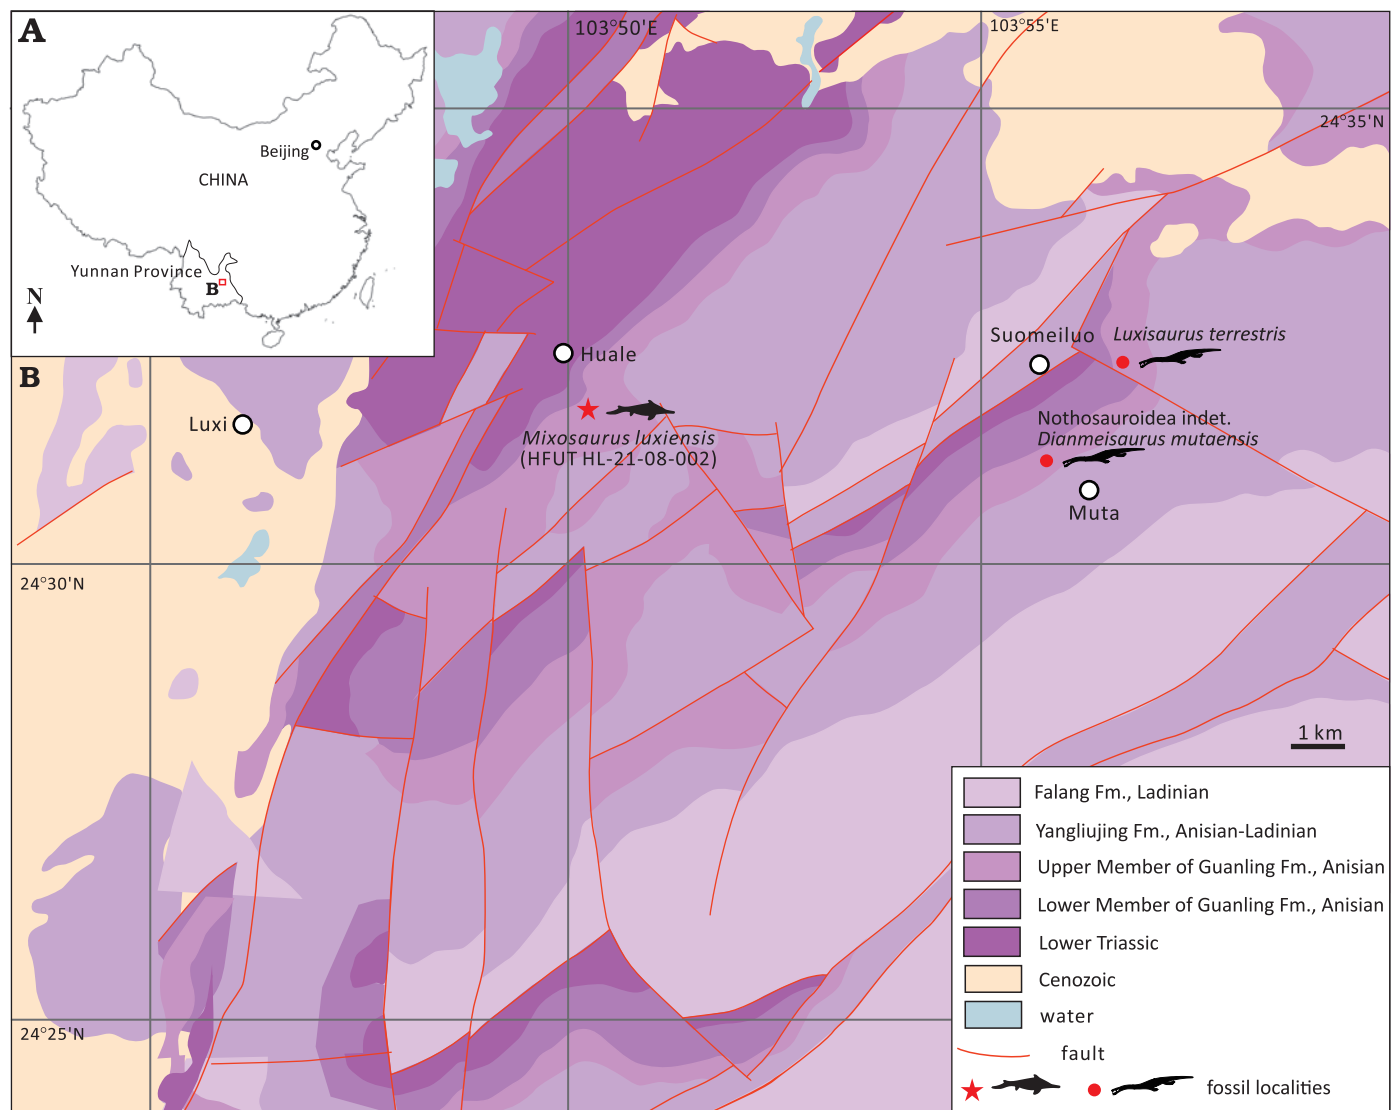 A
Beijing
CHINA
Yunnan Province
B
N
B
103°50'E
103°55'E
24°35'N
Huale
Luxi
Mixosaurus luxiensis
(HFUT HL-21-08-002)
Suomeiluo
Luxisaurus terrestris
Nothosauroidea indet.
Dianmeisaurus mutaensis
Muta
24°30'N
1 km
24°25'N
Falang Fm., Ladinian
Yangliujing Fm., Anisian-Ladinian
Upper Member of Guanling Fm., Anisian
Lower Member of Guanling Fm., Anisian
Lower Triassic
Cenozoic
water
fault
fossil localities